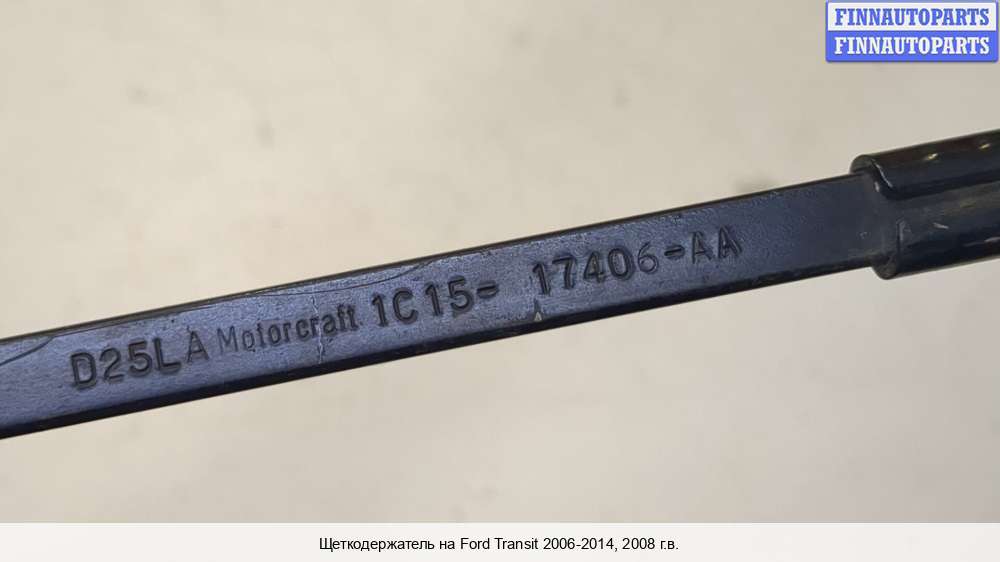 FINNAUTOPARTS
FINNAUTOPARTS
D25LA Motorcraft 1C15- 17406-AA
Щеткодержатель на Ford Transit 2006-2014, 2008 г.в.